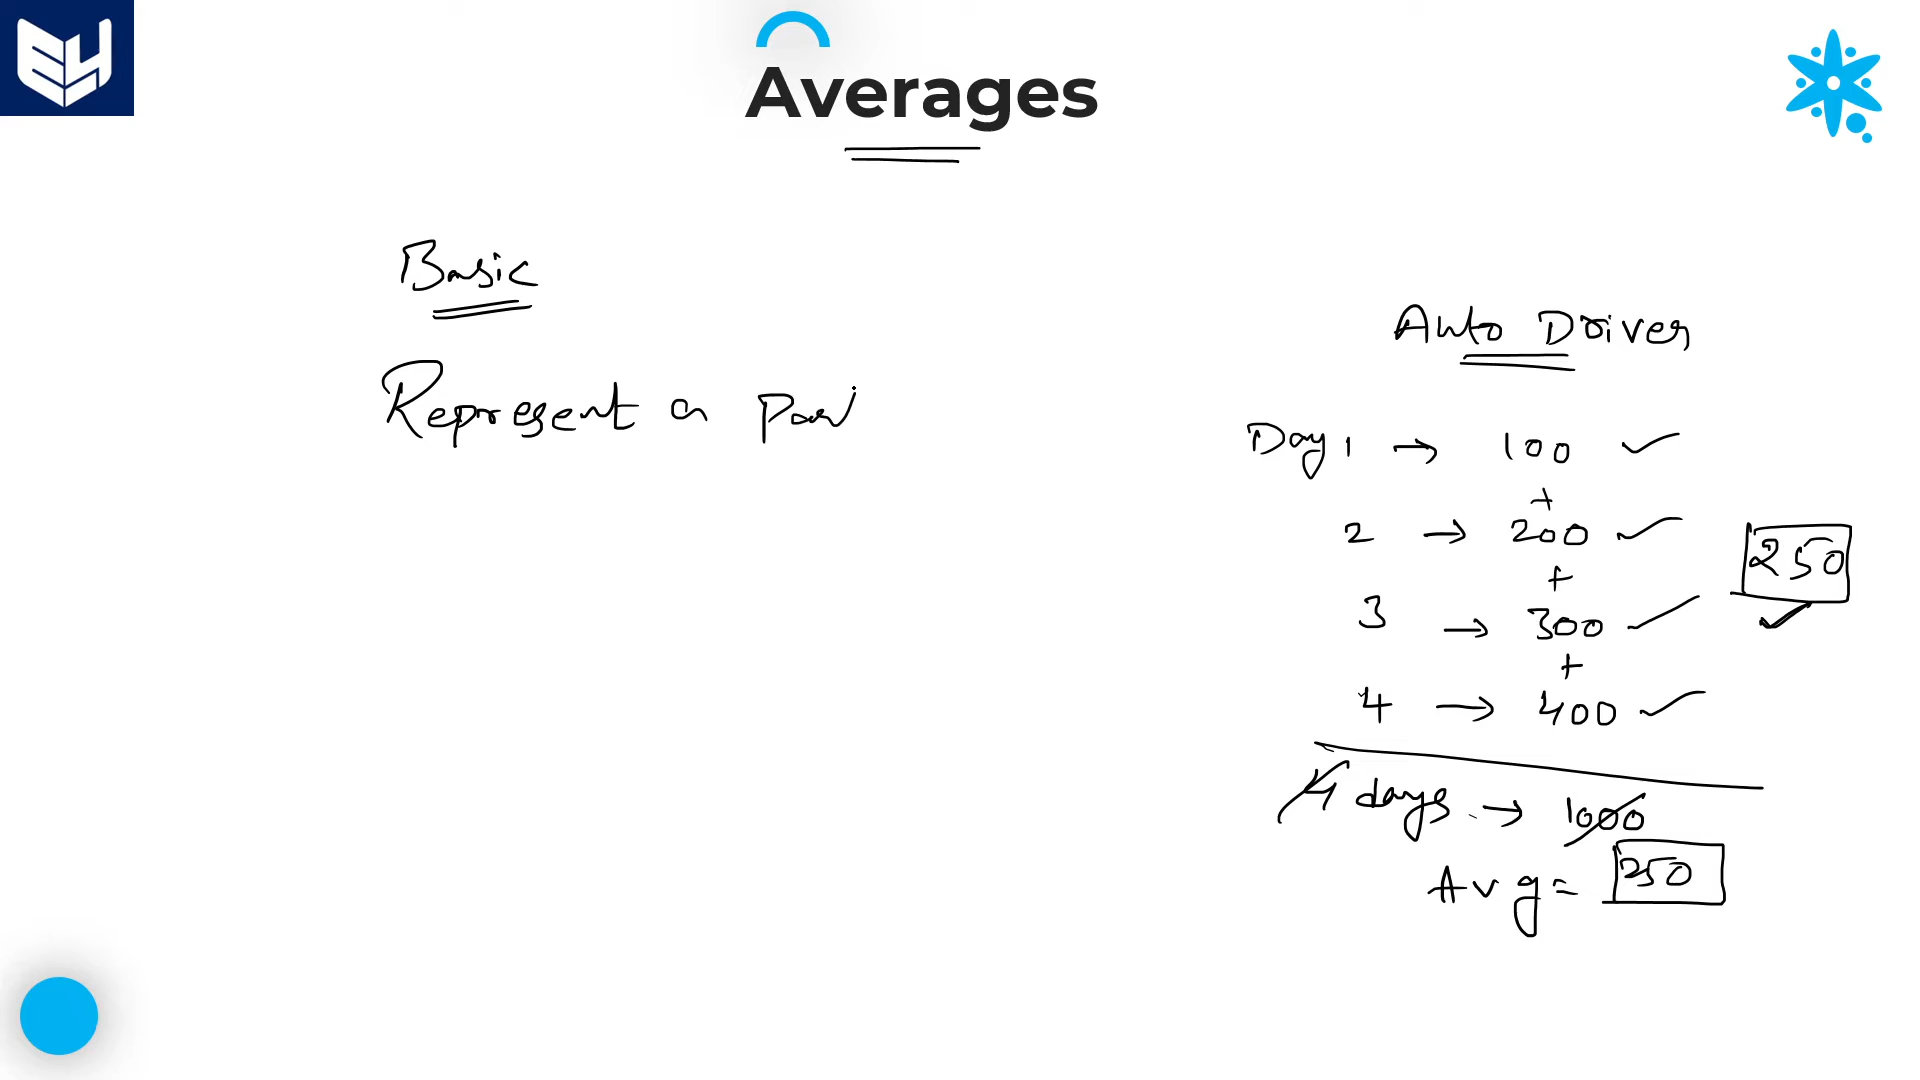 Averages
Basic
Represent a
Auto Driver
Day 1 → 100 ✓
+
2 → 200 ✓
+
3 → 300 ✓
+
4 → 400 ✓
250 ✓
4 days → 1000
Avg = 250